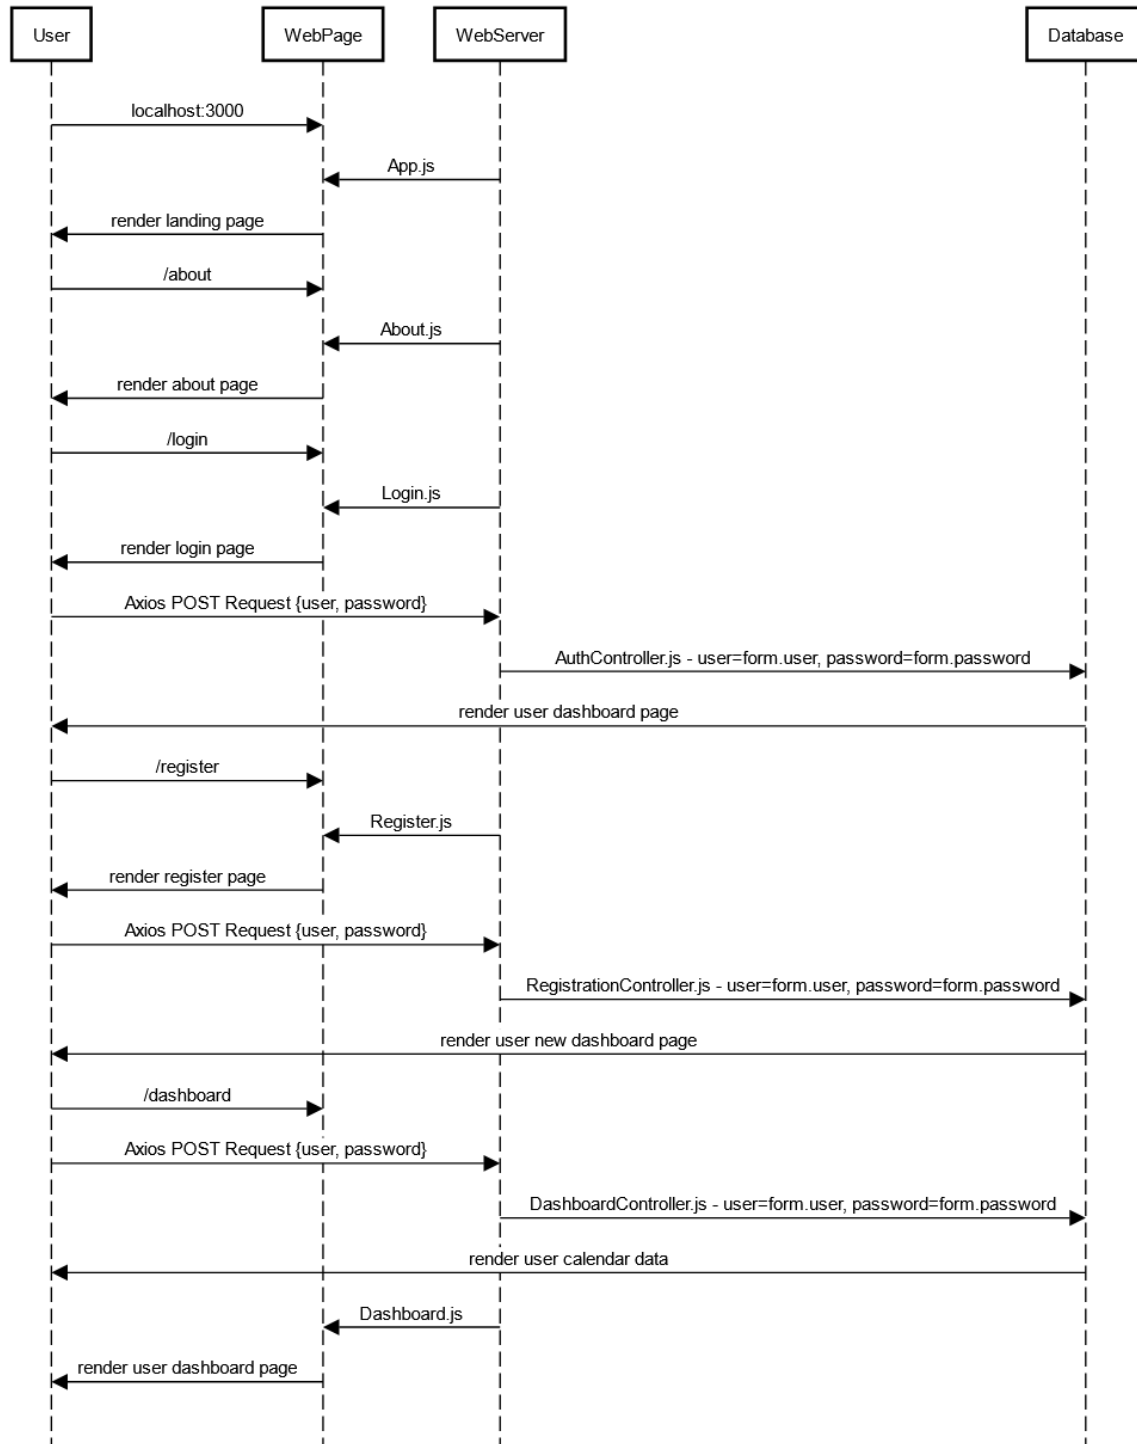 User
WebPage
WebServer
Database
localhost:3000
App.js
render landing page
/about
About.js
render about page
/login
Login.js
render login page
Axios POST Request {user, password}
AuthController.js - user=form.user, password=form.password
render user dashboard page
/register
Register.js
render register page
Axios POST Request {user, password}
RegistrationController.js - user=form.user, password=form.password
render user new dashboard page
/dashboard
Axios POST Request {user, password}
DashboardController.js - user=form.user, password=form.password
render user calendar data
Dashboard.js
render user dashboard page